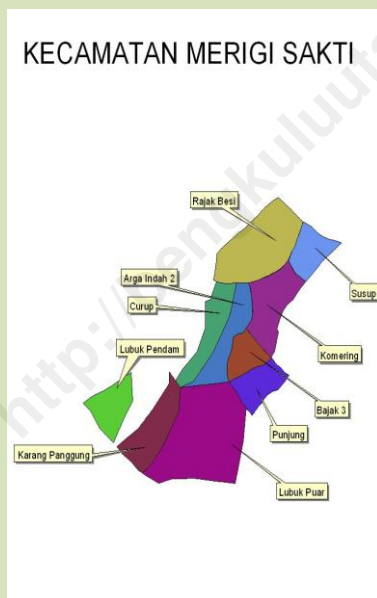 KECAMATAN MERIGI SAKTI
Rajak Besi
Susup
Arga Indah 2
Curup
Komering
Lubuk Pendam
Bajak 3
Punjung
Karang Panggung
Lubuk Puar